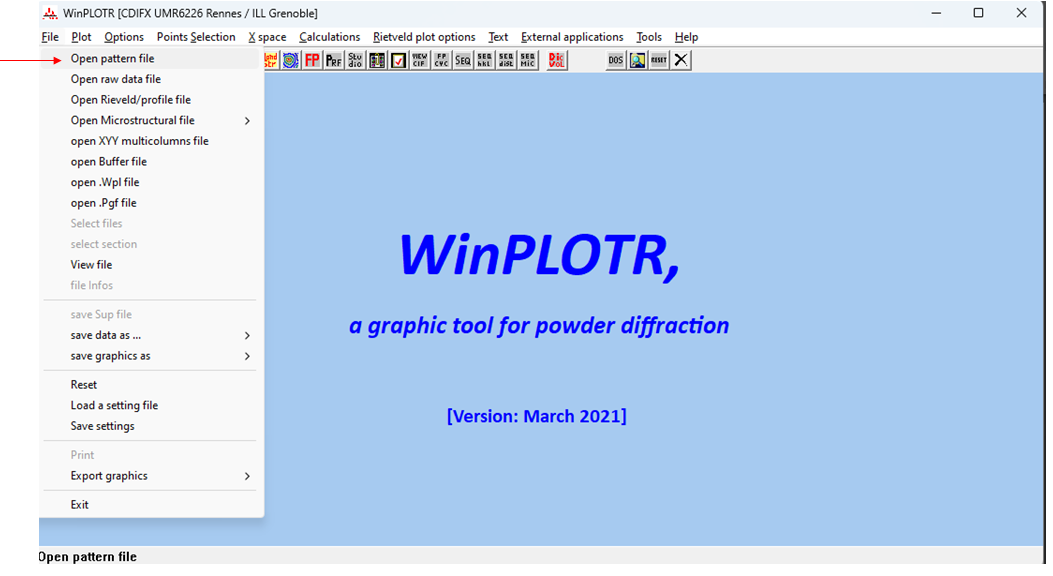 WinPLOTR [CDIFX UMR6226 Rennes / ILL Grenoble]
File Plot Options Points Selection X space Calculations Rietveld plot options Text External applications Tools Help
FP PRF Stu dio VIEW CIF FP CYC SEQ SEQ hkl SEQ dist SEQ Mic Dic VOL DOS RESET
Open pattern file
Open raw data file
Open Rieveld/profile file
Open Microstructural file
open XYY multicolumns file
open Buffer file
open .Wpl file
open .Pgf file
Select files
select section
View file
file Infos
save Sup file
save data as ...
save graphics as
Reset
Load a setting file
Save settings
Print
Export graphics
Exit
WinPLOTR,
a graphic tool for powder diffraction
[Version: March 2021]
Open pattern file